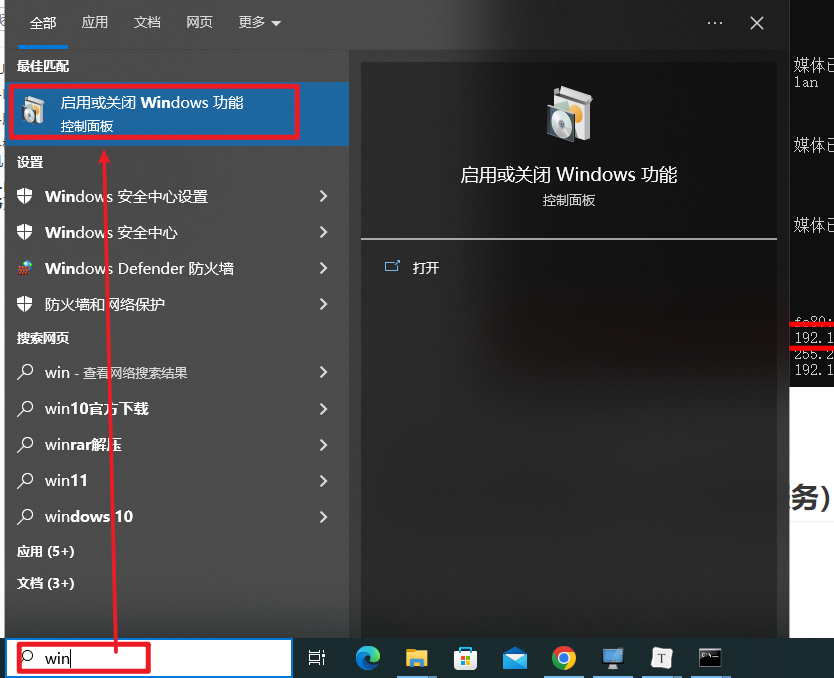 全部 应用 文档 网页 更多
最佳匹配
启用或关闭 Windows 功能
控制面板
设置
Windows 安全中心设置
Windows 安全中心
Windows Defender 防火墙
防火墙和网络保护
搜索网页
win - 查看网络搜索结果
win10官方下载
winrar解压
win11
windows 10
应用 (5+)
文档 (3+)
win
启用或关闭 Windows 功能
控制面板
打开
媒体已
lan
媒体已
媒体已
fe80:
192.1
255.2
192.1
务)
T